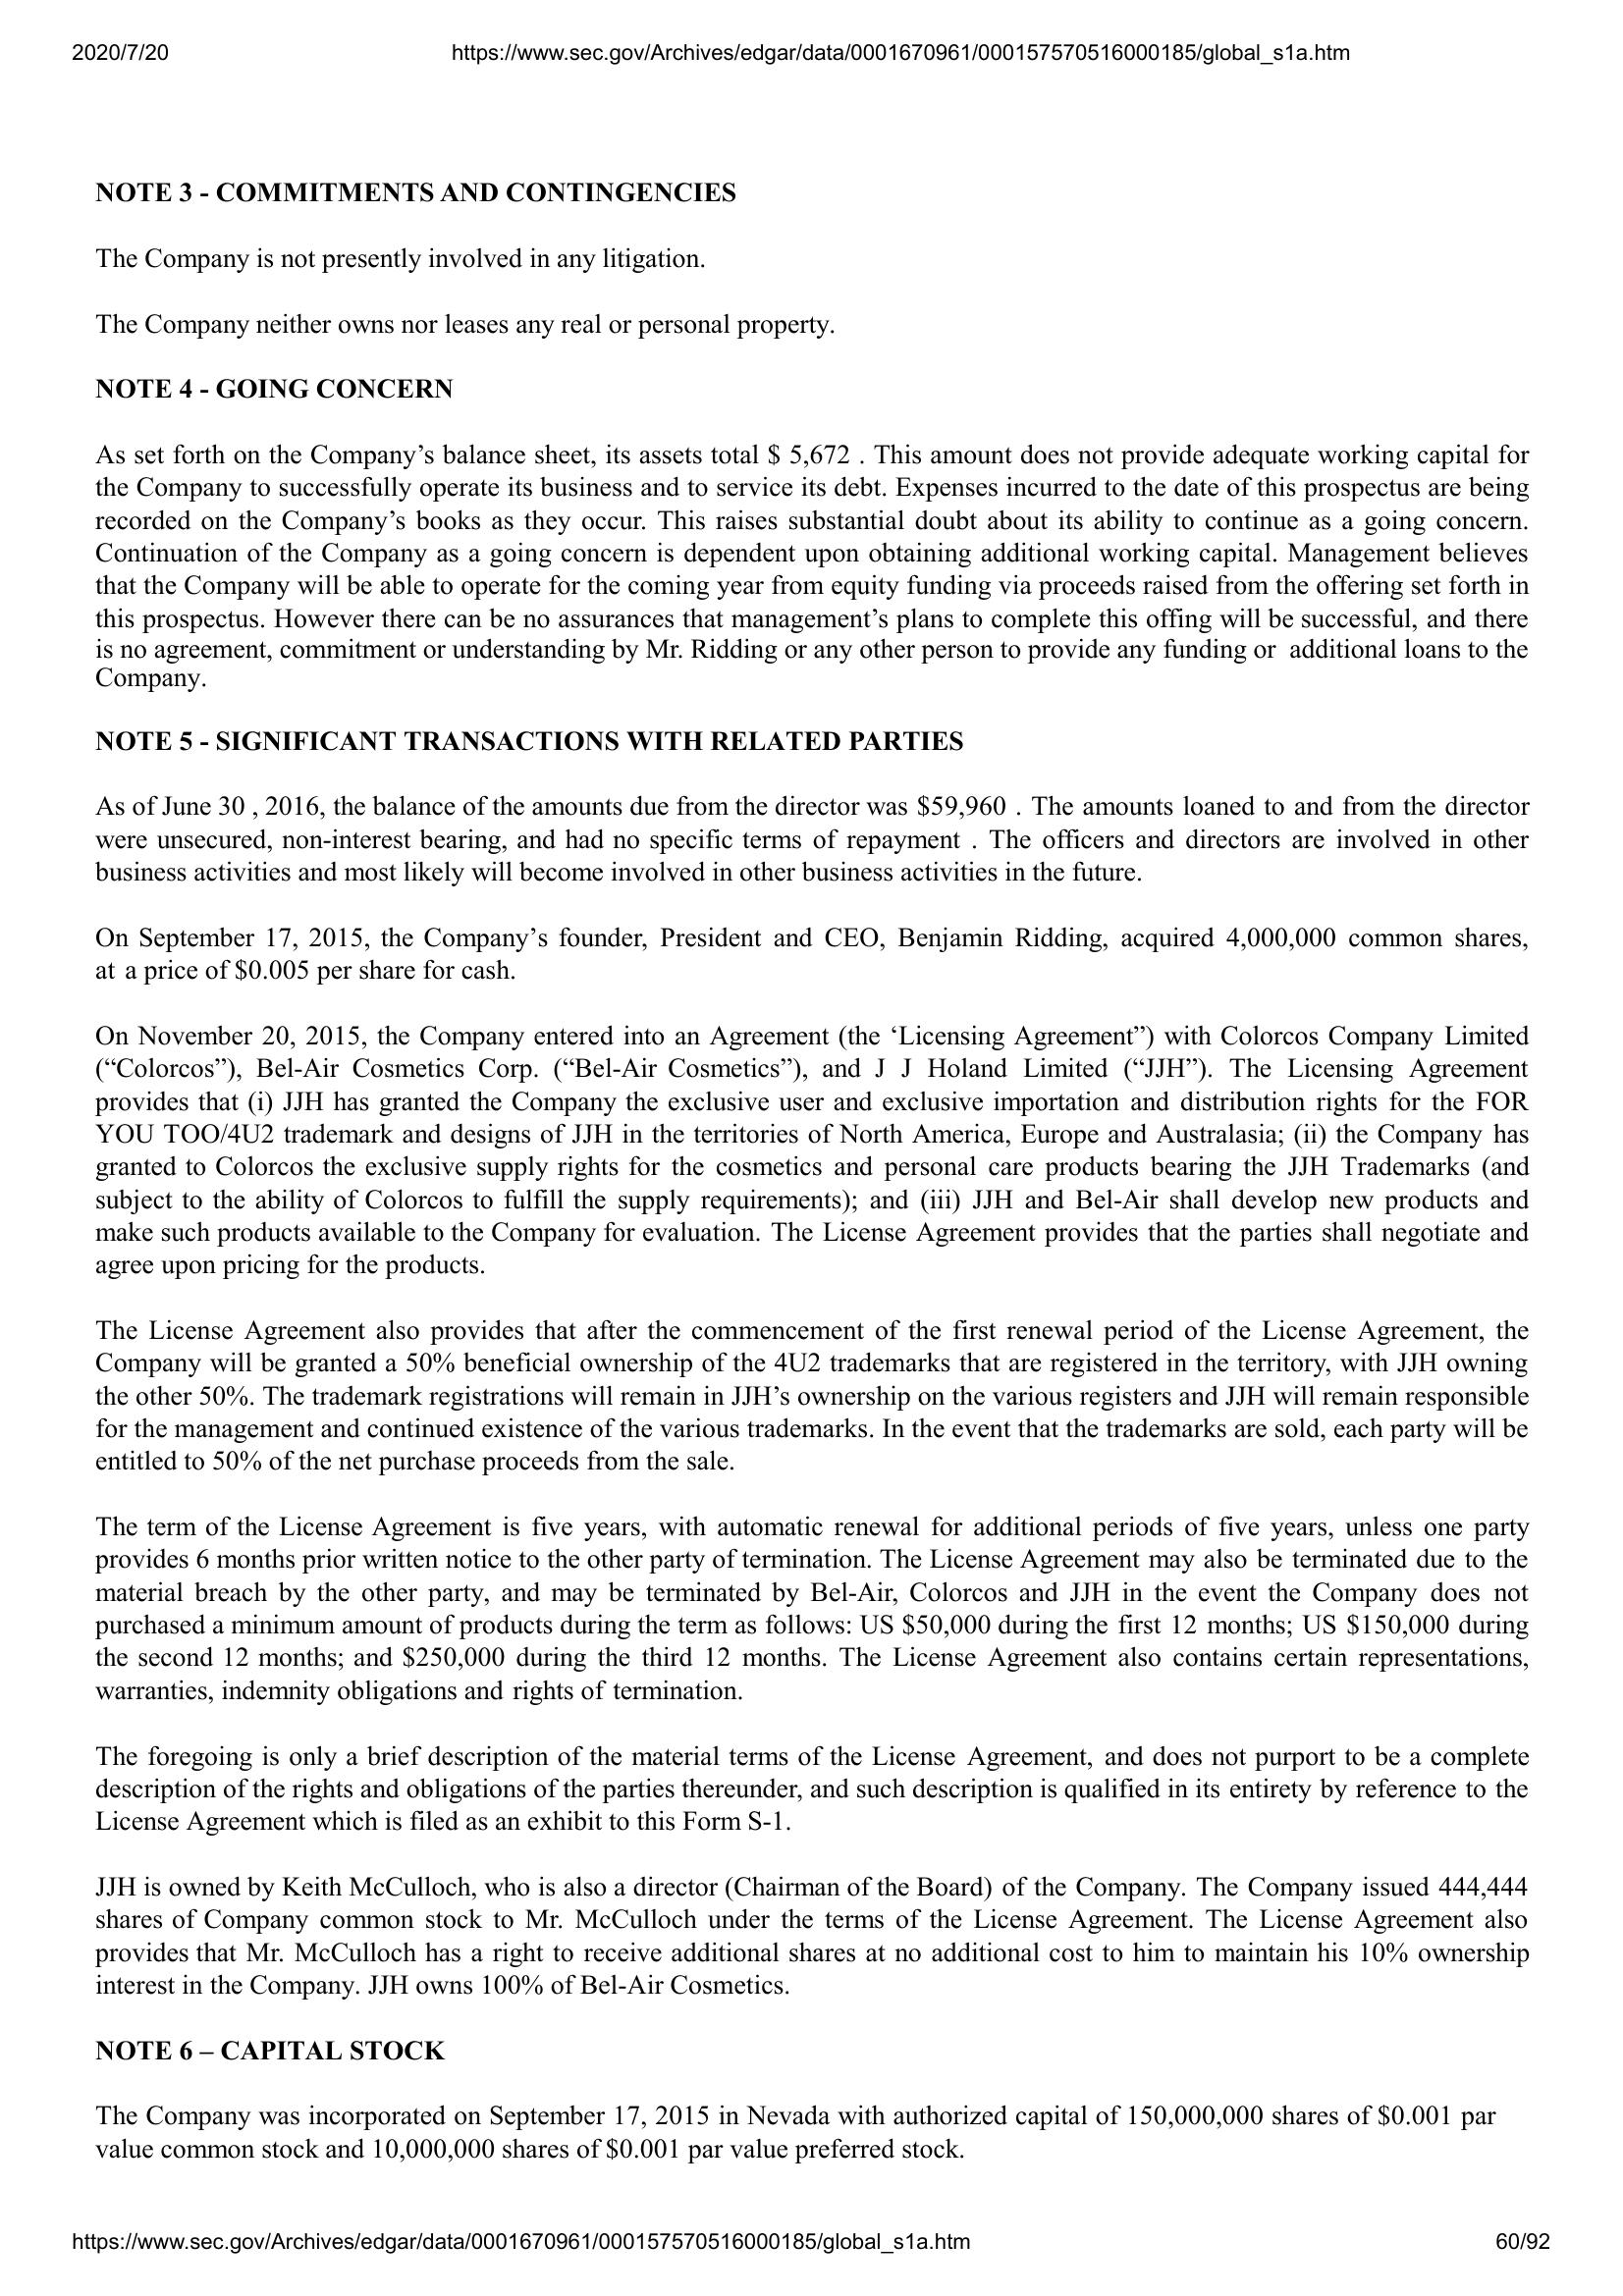 2020/7/20 https://www.sec.gov/Archives/edgar/data/0001670961/000157570516000185/global_s1a.htm
NOTE 3 - COMMITMENTS AND CONTINGENCIES
The Company is not presently involved in any litigation.
The Company neither owns nor leases any real or personal property.
NOTE 4 - GOING CONCERN
As set forth on the Company’s balance sheet, its assets total $ 5,672 . This amount does not provide adequate working capital for
the Company to successfully operate its business and to service its debt. Expenses incurred to the date of this prospectus are being
recorded on the Company’s books as they occur. This raises substantial doubt about its ability to continue as a going concern.
Continuation of the Company as a going concern is dependent upon obtaining additional working capital. Management believes
that the Company will be able to operate for the coming year from equity funding via proceeds raised from the offering set forth in
this prospectus. However there can be no assurances that management’s plans to complete this offing will be successful, and there
is no agreement, commitment or understanding by Mr. Ridding or any other person to provide any funding or additional loans to the
Company.
NOTE 5 - SIGNIFICANT TRANSACTIONS WITH RELATED PARTIES
As of June 30 , 2016, the balance of the amounts due from the director was $59,960 . The amounts loaned to and from the director
were unsecured, non-interest bearing, and had no specific terms of repayment . The officers and directors are involved in other
business activities and most likely will become involved in other business activities in the future.
On September 17, 2015, the Company’s founder, President and CEO, Benjamin Ridding, acquired 4,000,000 common shares,
at a price of $0.005 per share for cash.
On November 20, 2015, the Company entered into an Agreement (the ‘Licensing Agreement”) with Colorcos Company Limited
(“Colorcos”), Bel-Air Cosmetics Corp. (“Bel-Air Cosmetics”), and J J Holand Limited (“JJH”). The Licensing Agreement
provides that (i) JJH has granted the Company the exclusive user and exclusive importation and distribution rights for the FOR
YOU TOO/4U2 trademark and designs of JJH in the territories of North America, Europe and Australasia; (ii) the Company has
granted to Colorcos the exclusive supply rights for the cosmetics and personal care products bearing the JJH Trademarks (and
subject to the ability of Colorcos to fulfill the supply requirements); and (iii) JJH and Bel-Air shall develop new products and
make such products available to the Company for evaluation. The License Agreement provides that the parties shall negotiate and
agree upon pricing for the products.
The License Agreement also provides that after the commencement of the first renewal period of the License Agreement, the
Company will be granted a 50% beneficial ownership of the 4U2 trademarks that are registered in the territory, with JJH owning
the other 50%. The trademark registrations will remain in JJH’s ownership on the various registers and JJH will remain responsible
for the management and continued existence of the various trademarks. In the event that the trademarks are sold, each party will be
entitled to 50% of the net purchase proceeds from the sale.
The term of the License Agreement is five years, with automatic renewal for additional periods of five years, unless one party
provides 6 months prior written notice to the other party of termination. The License Agreement may also be terminated due to the
material breach by the other party, and may be terminated by Bel-Air, Colorcos and JJH in the event the Company does not
purchased a minimum amount of products during the term as follows: US $50,000 during the first 12 months; US $150,000 during
the second 12 months; and $250,000 during the third 12 months. The License Agreement also contains certain representations,
warranties, indemnity obligations and rights of termination.
The foregoing is only a brief description of the material terms of the License Agreement, and does not purport to be a complete
description of the rights and obligations of the parties thereunder, and such description is qualified in its entirety by reference to the
License Agreement which is filed as an exhibit to this Form S-1.
JJH is owned by Keith McCulloch, who is also a director (Chairman of the Board) of the Company. The Company issued 444,444
shares of Company common stock to Mr. McCulloch under the terms of the License Agreement. The License Agreement also
provides that Mr. McCulloch has a right to receive additional shares at no additional cost to him to maintain his 10% ownership
interest in the Company. JJH owns 100% of Bel-Air Cosmetics.
NOTE 6 – CAPITAL STOCK
The Company was incorporated on September 17, 2015 in Nevada with authorized capital of 150,000,000 shares of $0.001 par
value common stock and 10,000,000 shares of $0.001 par value preferred stock.
https://www.sec.gov/Archives/edgar/data/0001670961/000157570516000185/global_s1a.htm 60/92